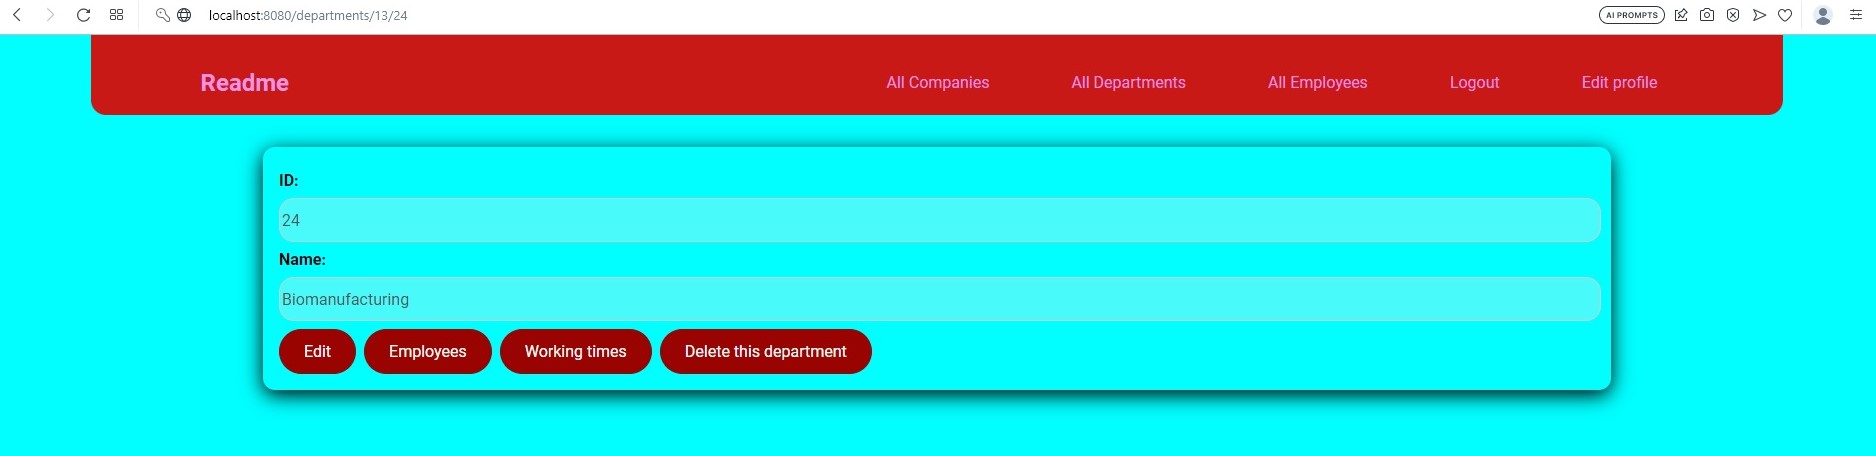 localhost:8080/departments/13/24
AI PROMPTS
Readme
All Companies
All Departments
All Employees
Logout
Edit profile
ID:
24
Name:
Biomanufacturing
Edit
Employees
Working times
Delete this department